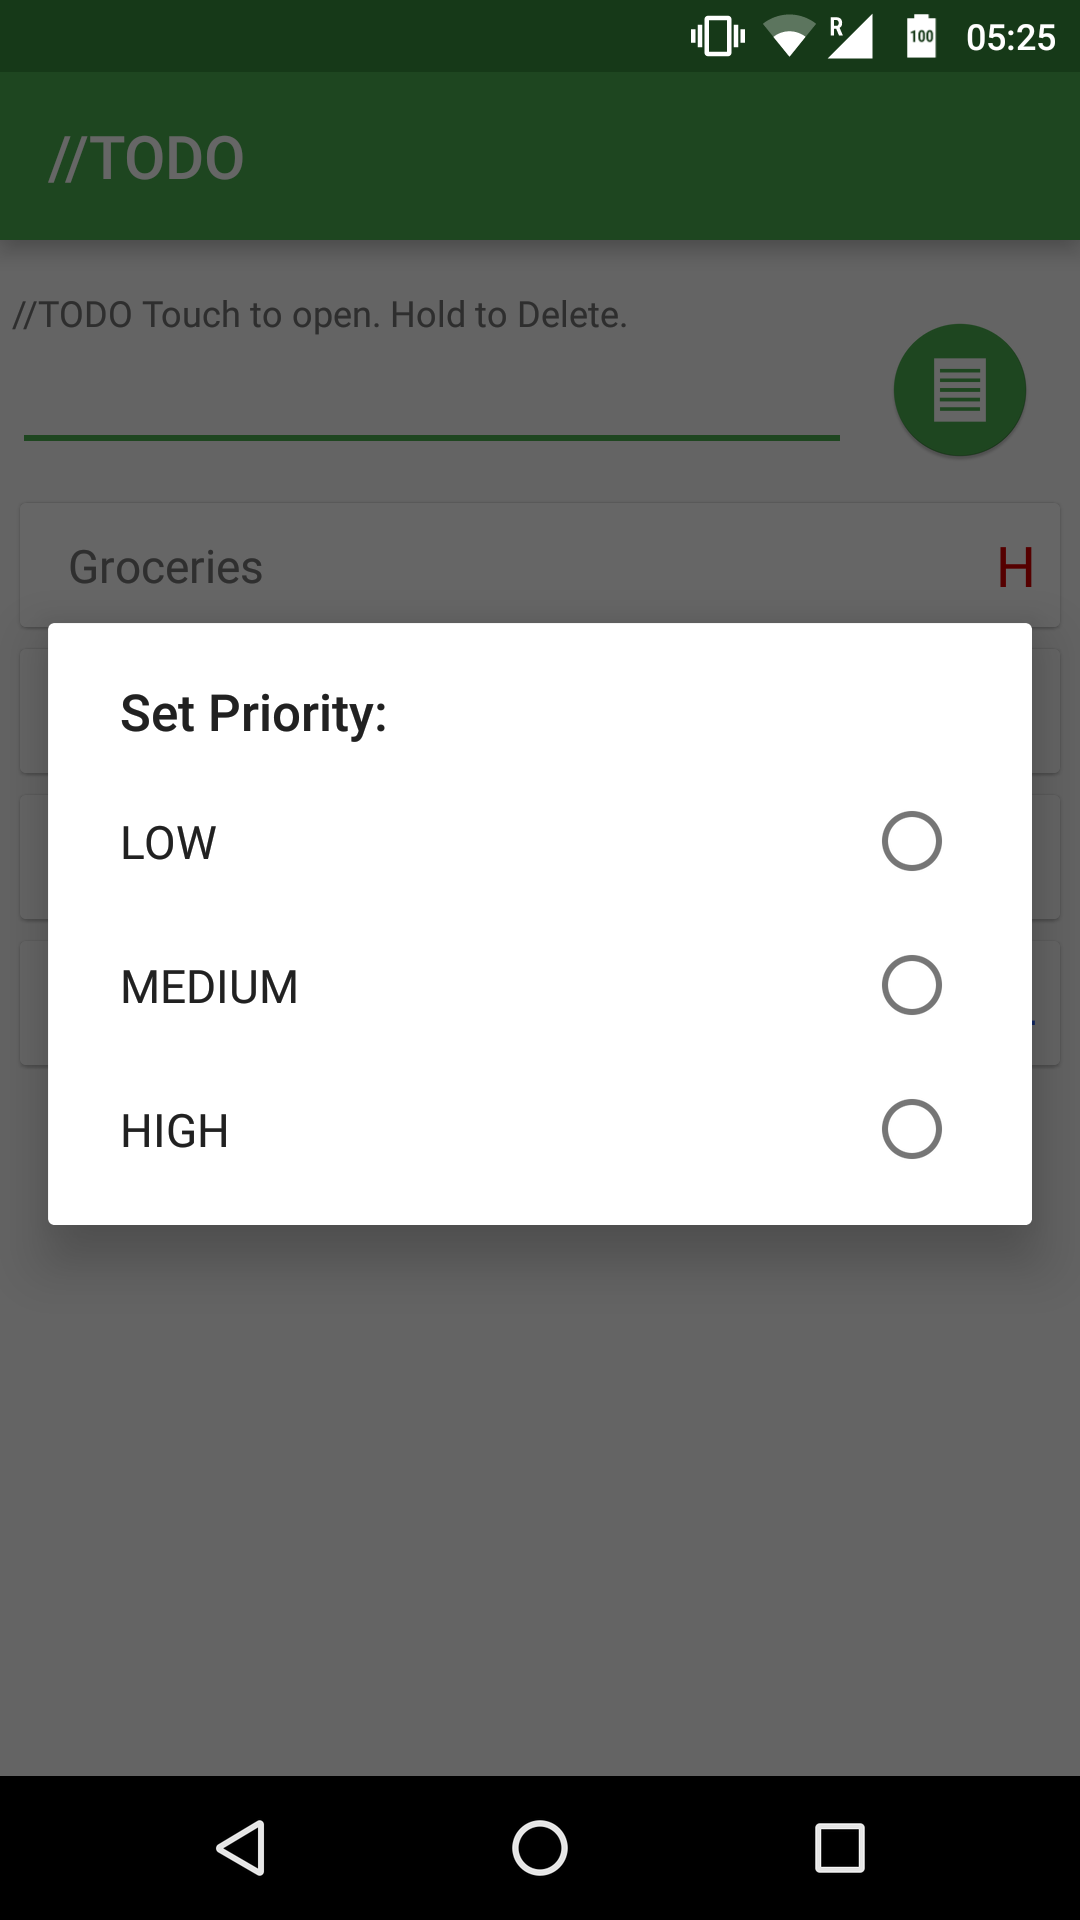 R 100 05:25
//TODO
//TODO Touch to open. Hold to Delete.
Groceries H
Set Priority:
LOW
MEDIUM
HIGH